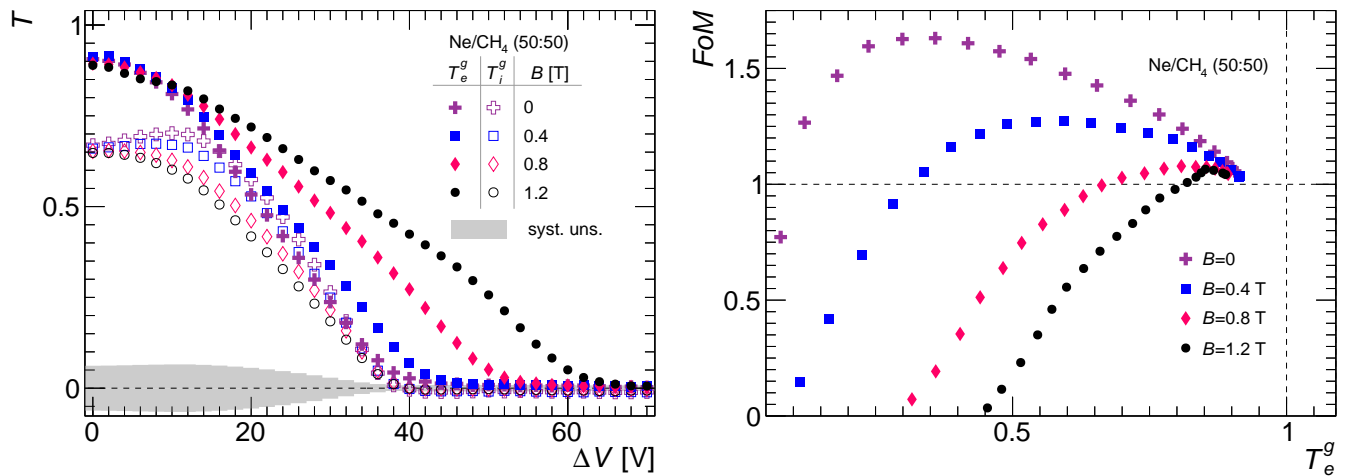 T
Ne/CH4 (50:50)
T_e^g T_i^g B [T]
0
0.4
0.8
1.2
syst. uns.
0.5
0
0 20 40 60
ΔV [V]
FoM
Ne/CH4 (50:50)
1.5
1
0.5
0
B=0
B=0.4 T
B=0.8 T
B=1.2 T
0.5 1
T_e^g